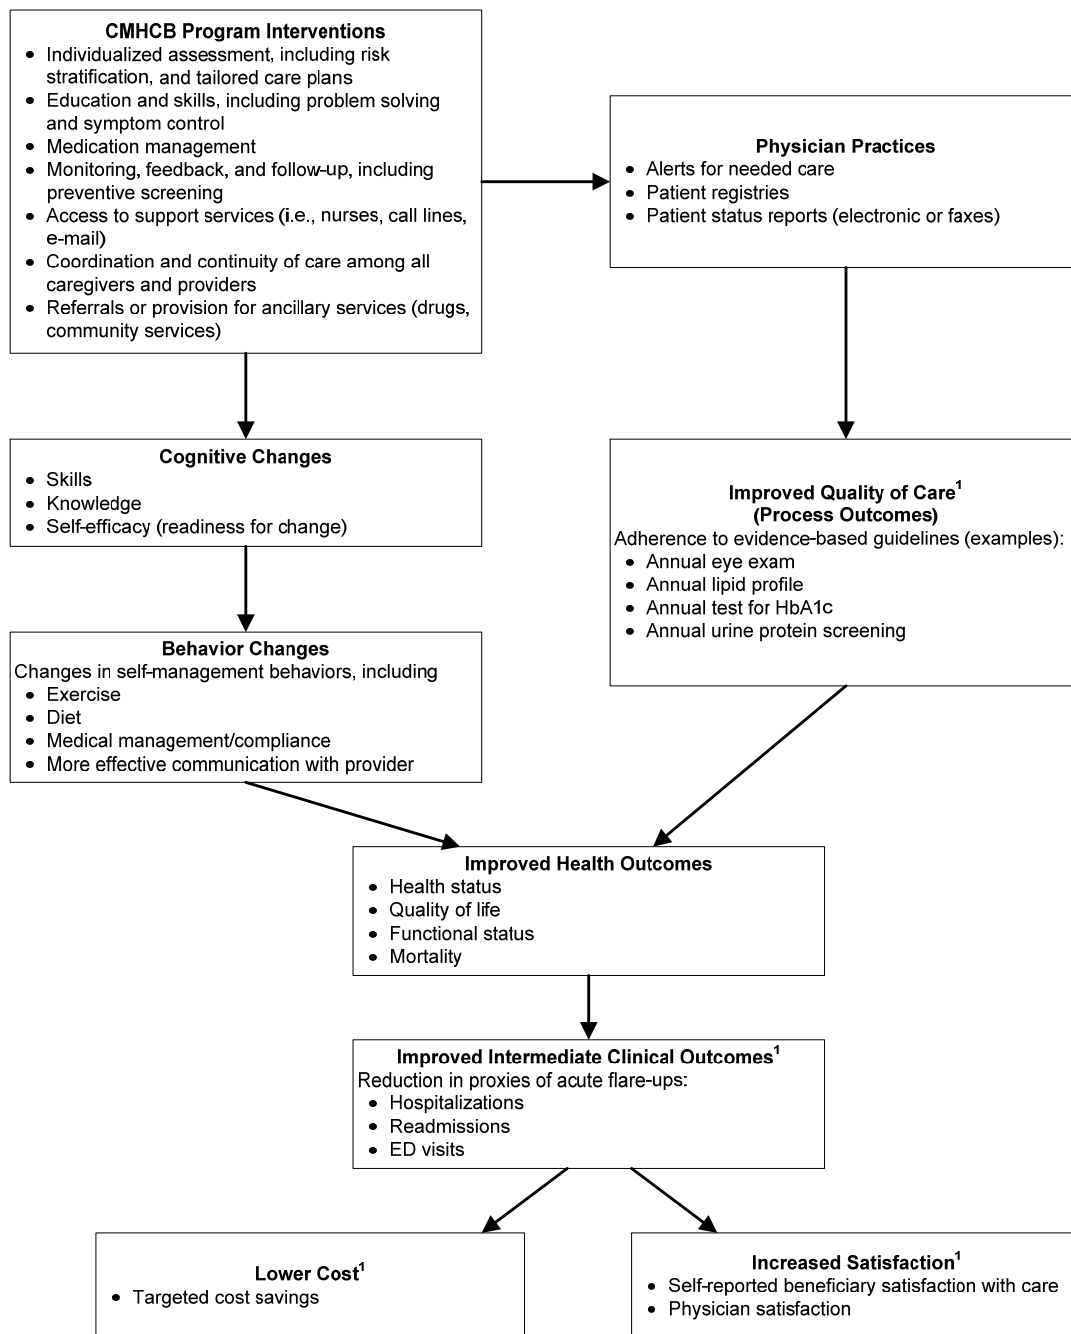 CMHCB Program Interventions
• Individualized assessment, including risk
stratification, and tailored care plans
• Education and skills, including problem solving
and symptom control
• Medication management
• Monitoring, feedback, and follow-up, including
preventive screening
• Access to support services (i.e., nurses, call lines,
e-mail)
• Coordination and continuity of care among all
caregivers and providers
• Referrals or provision for ancillary services (drugs,
community services)
Physician Practices
• Alerts for needed care
• Patient registries
• Patient status reports (electronic or faxes)
Cognitive Changes
• Skills
• Knowledge
• Self-efficacy (readiness for change)
Improved Quality of Care1
(Process Outcomes)
Adherence to evidence-based guidelines (examples):
• Annual eye exam
• Annual lipid profile
• Annual test for HbA1c
• Annual urine protein screening
Behavior Changes
Changes in self-management behaviors, including
• Exercise
• Diet
• Medical management/compliance
• More effective communication with provider
Improved Health Outcomes
• Health status
• Quality of life
• Functional status
• Mortality
Improved Intermediate Clinical Outcomes1
Reduction in proxies of acute flare-ups:
• Hospitalizations
• Readmissions
• ED visits
Lower Cost1
• Targeted cost savings
Increased Satisfaction1
• Self-reported beneficiary satisfaction with care
• Physician satisfaction